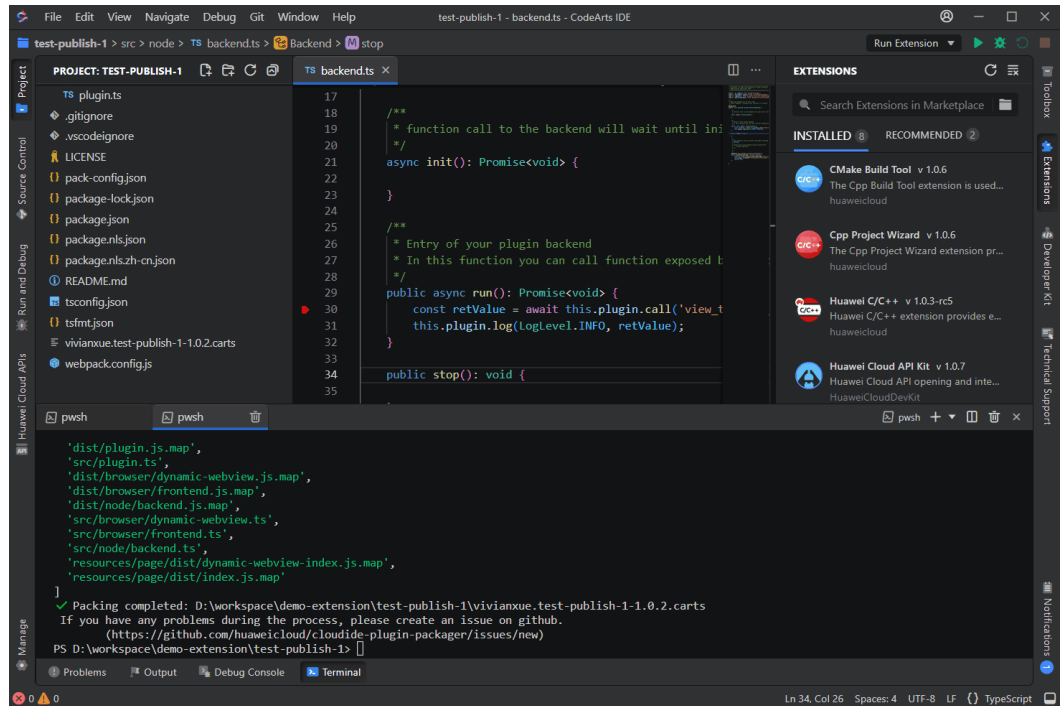 File Edit View Navigate Debug Git Window Help
test-publish-1 - backend.ts - CodeArts IDE
test-publish-1 > src > node > TS backend.ts > Backend > M stop
Run Extension
Project
Source Control
Run and Debug
Huawei Cloud APIs
API
Manage
PROJECT: TEST-PUBLISH-1
TS plugin.ts
.gitignore
.vscodeignore
LICENSE
{} pack-config.json
{} package-lock.json
{} package.json
{} package.nls.json
{} package.nls.zh-cn.json
README.md
tsconfig.json
{} tsfmt.json
vivianxue.test-publish-1-1.0.2.carts
webpack.config.js
TS backend.ts ×
17
18 /**
19 * function call to the backend will wait until ini
20 */
21 async init(): Promise<void> {
22
23 }
24
25 /**
26 * Entry of your plugin backend
27 * In this function you can call function exposed b
28 */
29 public async run(): Promise<void> {
30 const retValue = await this.plugin.call('view_t
31 this.plugin.log(LogLevel.INFO, retValue);
32 }
33
34 public stop(): void {
35
EXTENSIONS
Search Extensions in Marketplace
INSTALLED 8 RECOMMENDED 2
C/C++
CMake Build Tool v 1.0.6
The Cpp Build Tool extension is used...
huaweicloud
C/C++
Cpp Project Wizard v 1.0.6
The Cpp Project Wizard extension pr...
huaweicloud
C/C++
Huawei C/C++ v 1.0.3-rc5
Huawei C/C++ extension provides e...
huaweicloud
Huawei Cloud API Kit v 1.0.7
Huawei Cloud API opening and inte...
HuaweiCloudDevKit
Toolbox
Extensions
Developer Kit
Technical Support
Notifications
pwsh
pwsh
pwsh
'dist/plugin.js.map',
'src/plugin.ts',
'dist/browser/dynamic-webview.js.map',
'dist/browser/frontend.js.map',
'dist/node/backend.js.map',
'src/browser/dynamic-webview.ts',
'src/browser/frontend.ts',
'src/node/backend.ts',
'resources/page/dist/dynamic-webview-index.js.map',
'resources/page/dist/index.js.map'
]
✓ Packing completed: D:\workspace\demo-extension\test-publish-1\vivianxue.test-publish-1-1.0.2.carts
If you have any problems during the process, please create an issue on github.
(https://github.com/huaweicloud/cloudide-plugin-packager/issues/new)
PS D:\workspace\demo-extension\test-publish-1>
Problems Output Debug Console Terminal
0 0
Ln 34, Col 26 Spaces: 4 UTF-8 LF {} TypeScript